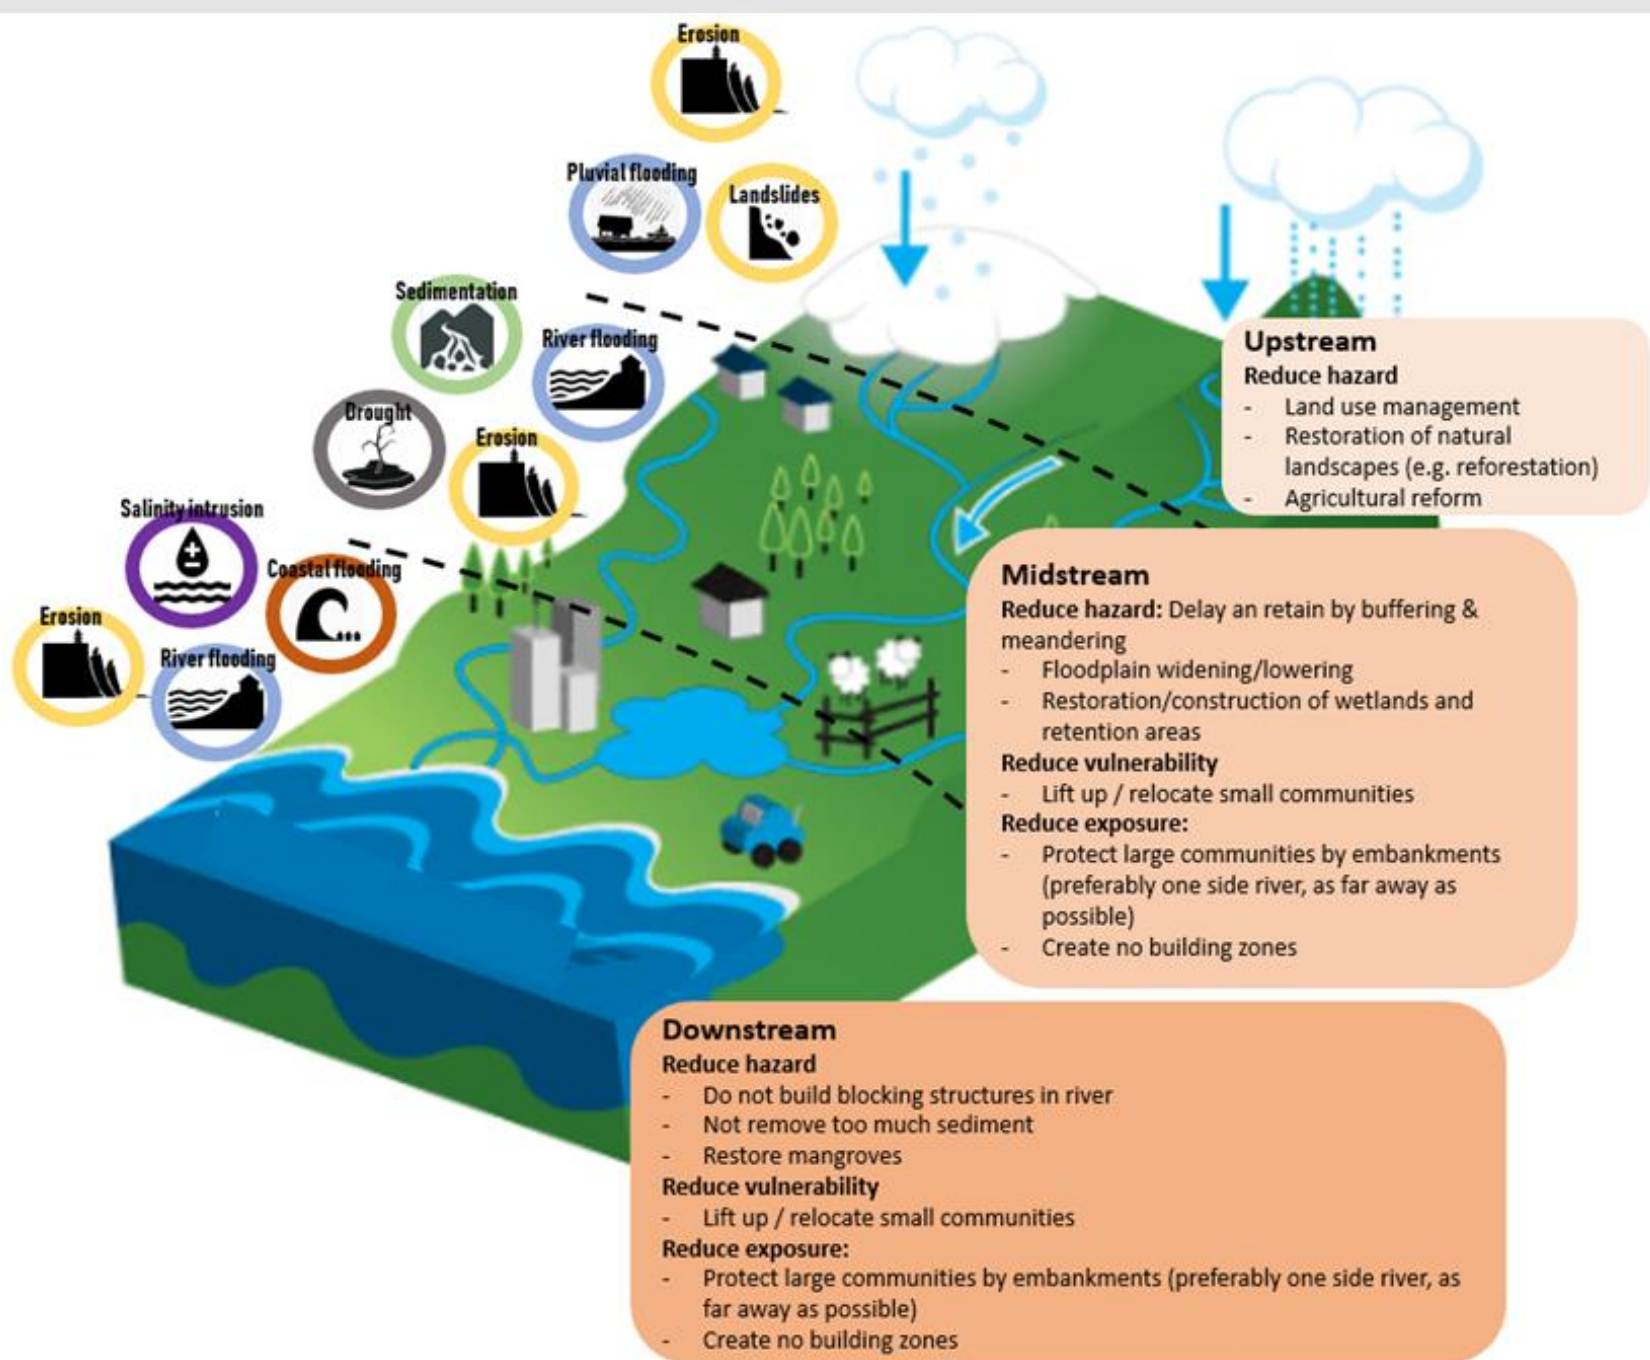 Erosion
Pluvial flooding
Landslides
Sedimentation
River flooding
Drought
Erosion
Salinity intrusion
Coastal flooding
Erosion
River flooding
Upstream
Reduce hazard
- Land use management
- Restoration of natural
landscapes (e.g. reforestation)
- Agricultural reform
Midstream
Reduce hazard: Delay an retain by buffering &
meandering
- Floodplain widening/lowering
- Restoration/construction of wetlands and
retention areas
Reduce vulnerability
- Lift up / relocate small communities
Reduce exposure:
- Protect large communities by embankments
(preferably one side river, as far away as
possible)
- Create no building zones
Downstream
Reduce hazard
- Do not build blocking structures in river
- Not remove too much sediment
- Restore mangroves
Reduce vulnerability
- Lift up / relocate small communities
Reduce exposure:
- Protect large communities by embankments (preferably one side river, as
far away as possible)
- Create no building zones